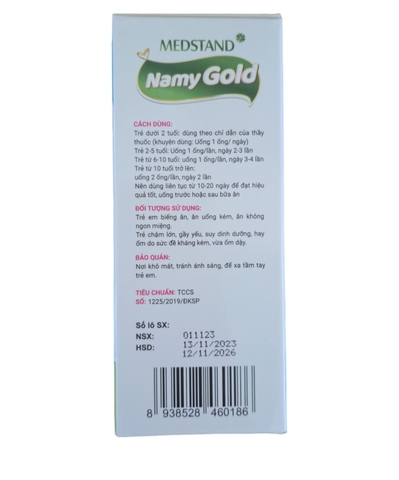 MEDSTAND
Namy Gold
CÁCH DÙNG:
Trẻ dưới 2 tuổi: dùng theo chỉ dẫn của thầy
thuốc (khuyên dùng: Uống 1 ống/ ngày)
Trẻ 2-5 tuổi: Uống 1 ống/lần, ngày 2-3 lần
Trẻ từ 6-10 tuổi: uống 1 ống/lần, ngày 3-4 lần
Trẻ từ 10 tuổi trở lên:
uống 2 ống/lần, ngày 2 lần
Nên dùng liên tục từ 10-20 ngày để đạt hiệu
quả tốt, uống trước hoặc sau bữa ăn
ĐỐI TƯỢNG SỬ DỤNG:
Trẻ em biếng ăn, ăn uống kém, ăn không
ngon miệng.
Trẻ chậm lớn, gầy yếu, suy dinh dưỡng, hay
ốm do sức đề kháng kém, vừa ốm dậy.
BẢO QUẢN:
Nơi khô mát, tránh ánh sáng, để xa tầm tay
trẻ em.
TIÊU CHUẨN: TCCS
SỐ: 1225/2019/ĐKSP
Số lô SX: 011123
NSX: 13/11/2023
HSD: 12/11/2026
8 938528 460186